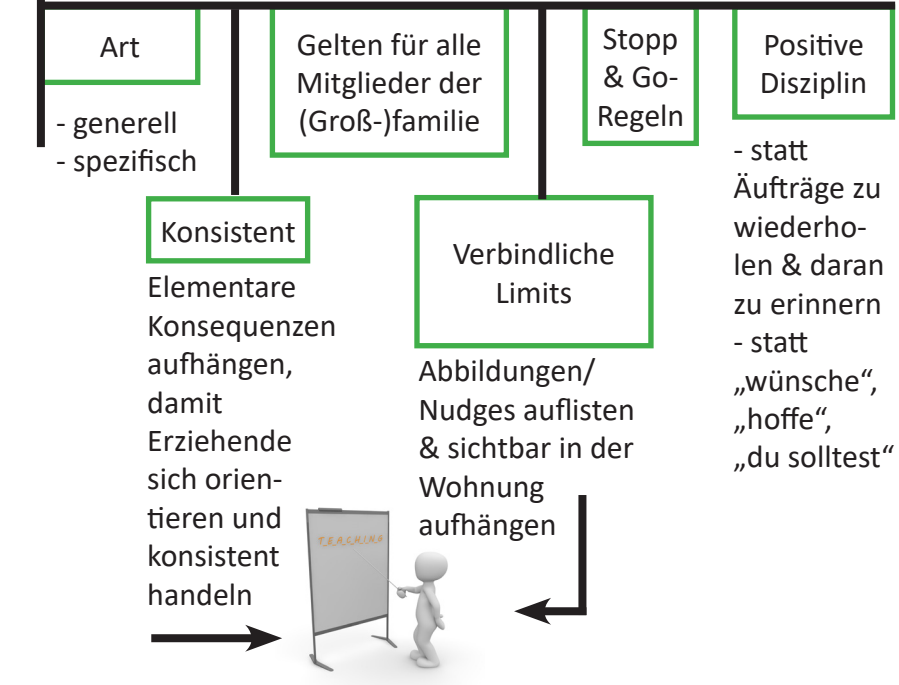 Art
- generell
- spezifisch
Konsistent
Elementare
Konsequenzen
aufhängen,
damit
Erziehende
sich orien-
tieren und
konsistent
handeln
Gelten für alle
Mitglieder der
(Groß-)familie
Verbindliche
Limits
Abbildungen/
Nudges auflisten
& sichtbar in der
Wohnung
aufhängen
Stopp
& Go-
Regeln
Positive
Disziplin
- statt
Äufträge zu
wiederho-
len & daran
zu erinnern
- statt
„wünsche“,
„hoffe“,
„du solltest“
TEACHING